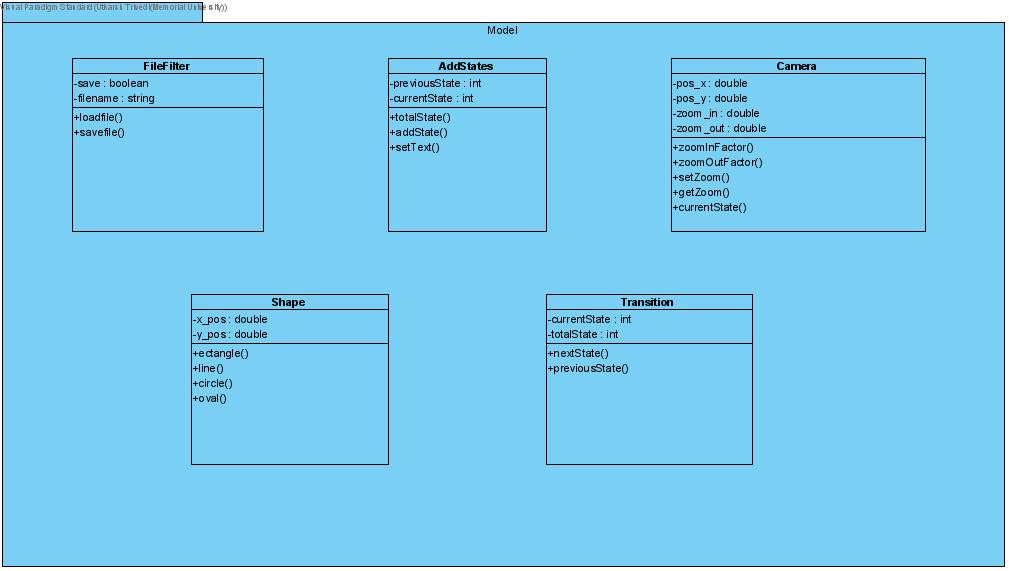 Visual Paradigm Standard (Utkarsh Trivedi(Memorial University))
Model
FileFilter
-save : boolean
-filename : string
+loadfile()
+savefile()
AddStates
-previousState : int
-currentState : int
+totalState()
+addState()
+setText()
Camera
-pos_x : double
-pos_y : double
-zoom_in : double
-zoom_out : double
+zoomInFactor()
+zoomOutFactor()
+setZoom()
+getZoom()
+currentState()
Shape
-x_pos : double
-y_pos : double
+ectangle()
+line()
+circle()
+oval()
Transition
-currentState : int
-totalState : int
+nextState()
+previousState()